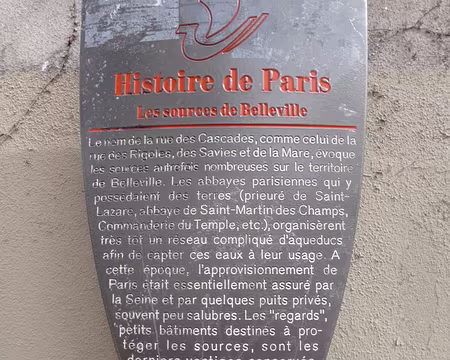 Histoire de Paris
Les sources de Belleville
Le nom de la rue des Cascades, comme celui de la
rue des Rigoles, des Savies et de la Mare, évoque
les sources autrefois nombreuses sur le territoire
de Belleville. Les abbayes parisiennes qui y
possédaient des terres (prieuré de Saint-
Lazare, abbaye de Saint-Martin des Champs,
Commanderie du Temple, etc.), organisèrent
très tôt un réseau compliqué d'aqueducs
afin de capter ces eaux à leur usage. A
cette époque, l'approvisionnement de
Paris était essentiellement assuré par
la Seine et par quelques puits privés,
souvent peu salubres. Les "regards",
petits bâtiments destinés à pro-
téger les sources, sont les
derniers vestiges conservés